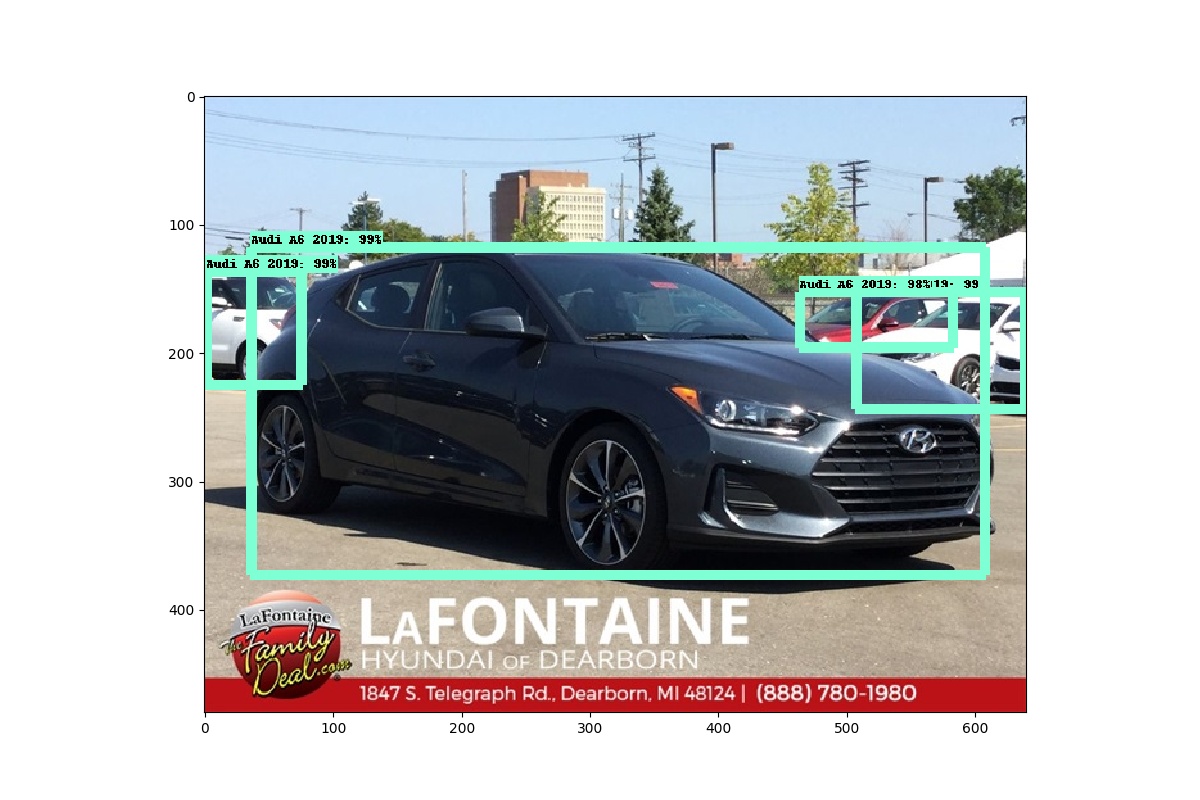 0
100
200
300
400
Audi A6 2019: 99%
Audi A6 2019: 99%
Audi A6 2019: 98%
19- 99
LaFontaine
The Family
Deal.com
LAFONTAINE
HYUNDAI OF DEARBORN
1847 S. Telegraph Rd., Dearborn, MI 48124 | (888) 780-1980
0 100 200 300 400 500 600